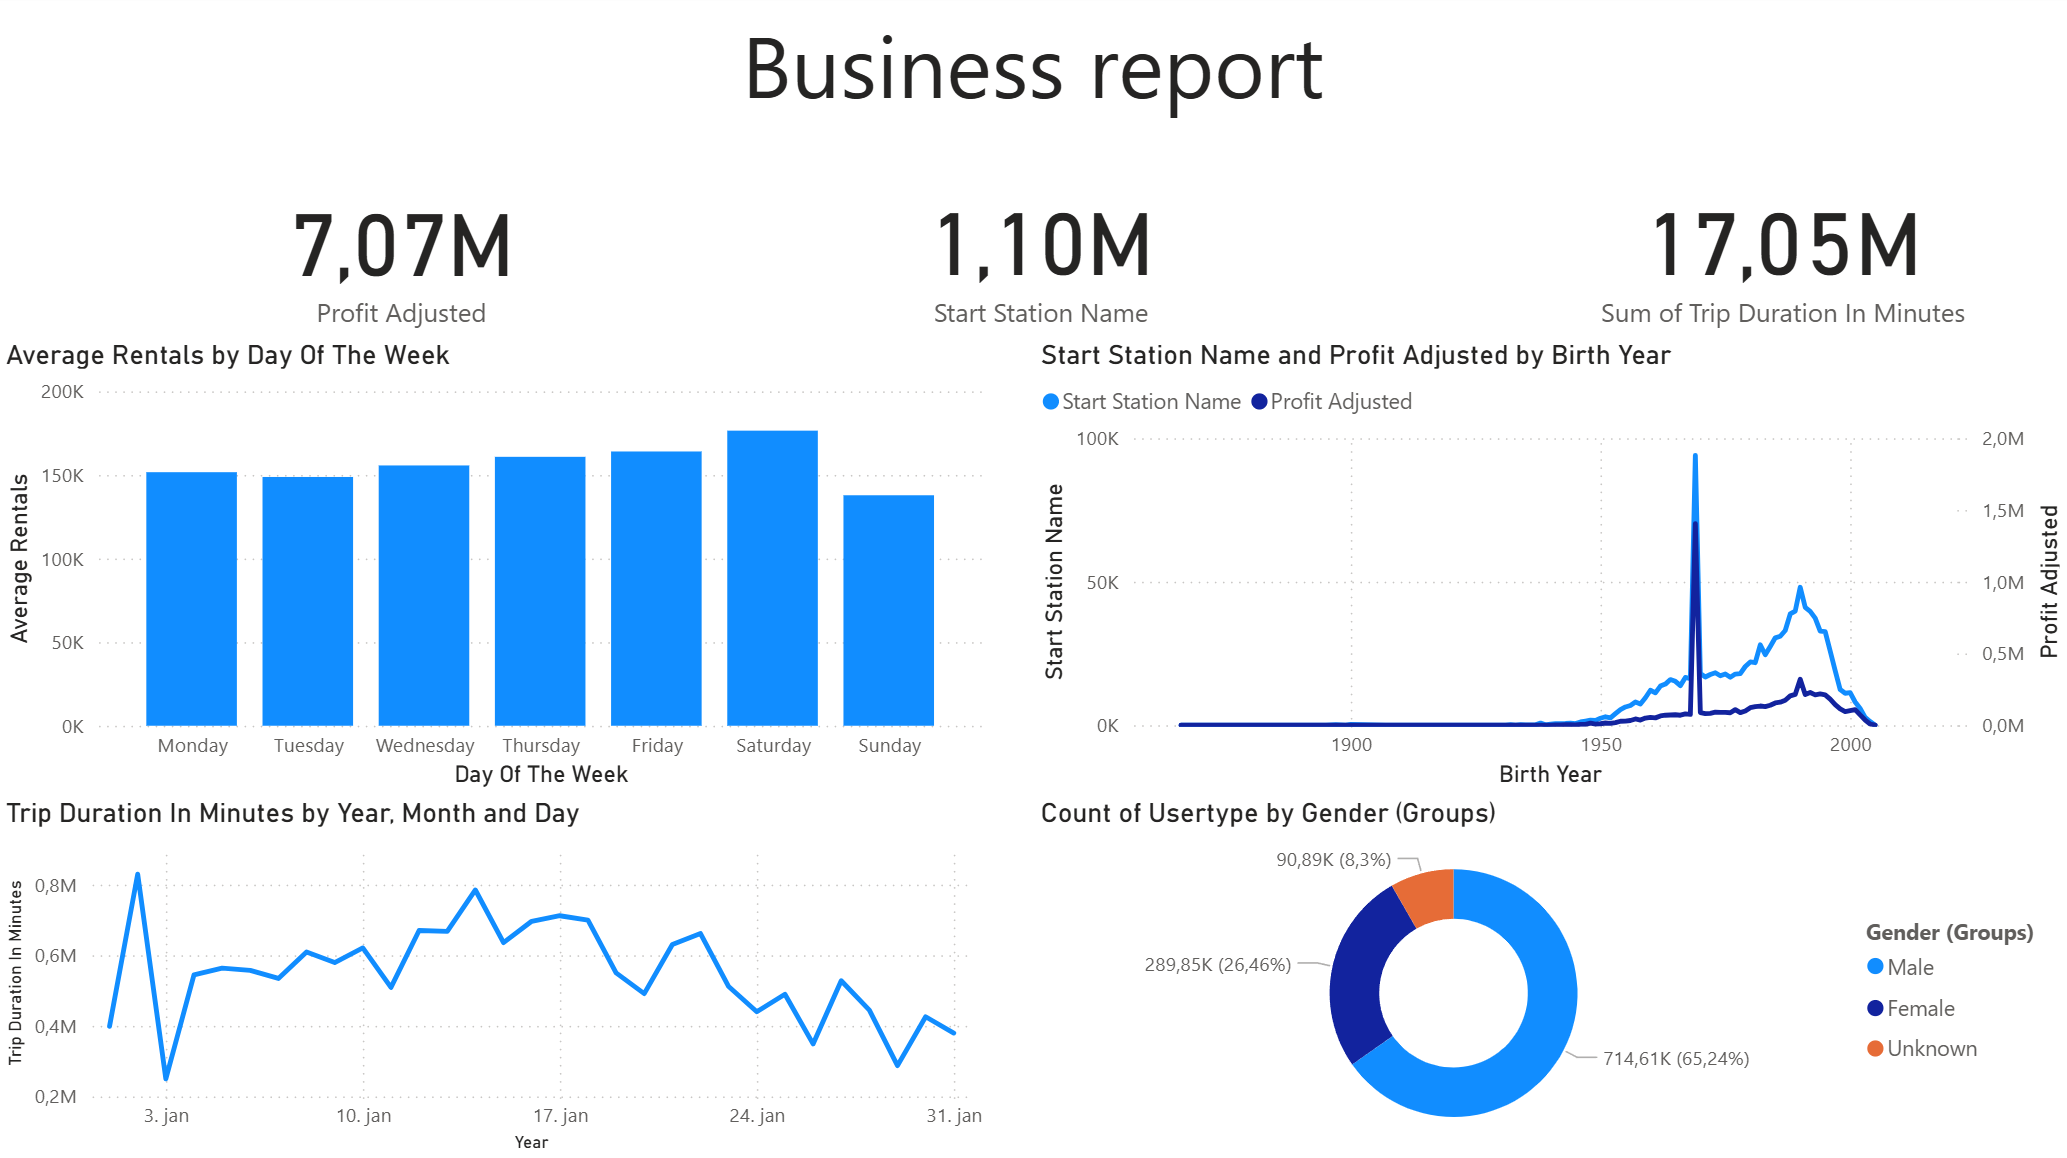 Business report
7,07M
Profit Adjusted
1,10M
Start Station Name
17,05M
Sum of Trip Duration In Minutes
Average Rentals by Day Of The Week
Average Rentals
200K
150K
100K
50K
0K
Monday Tuesday Wednesday Thursday Friday Saturday Sunday
Day Of The Week
Start Station Name and Profit Adjusted by Birth Year
Start Station Name Profit Adjusted
Start Station Name
100K
50K
0K
2,0M
1,5M
1,0M
0,5M
0,0M
Profit Adjusted
1900 1950 2000
Birth Year
Trip Duration In Minutes by Year, Month and Day
Trip Duration In Minutes
0,8M
0,6M
0,4M
0,2M
3. jan 10. jan 17. jan 24. jan 31. jan
Year
Count of Usertype by Gender (Groups)
90,89K (8,3%)
289,85K (26,46%)
714,61K (65,24%)
Gender (Groups)
Male
Female
Unknown